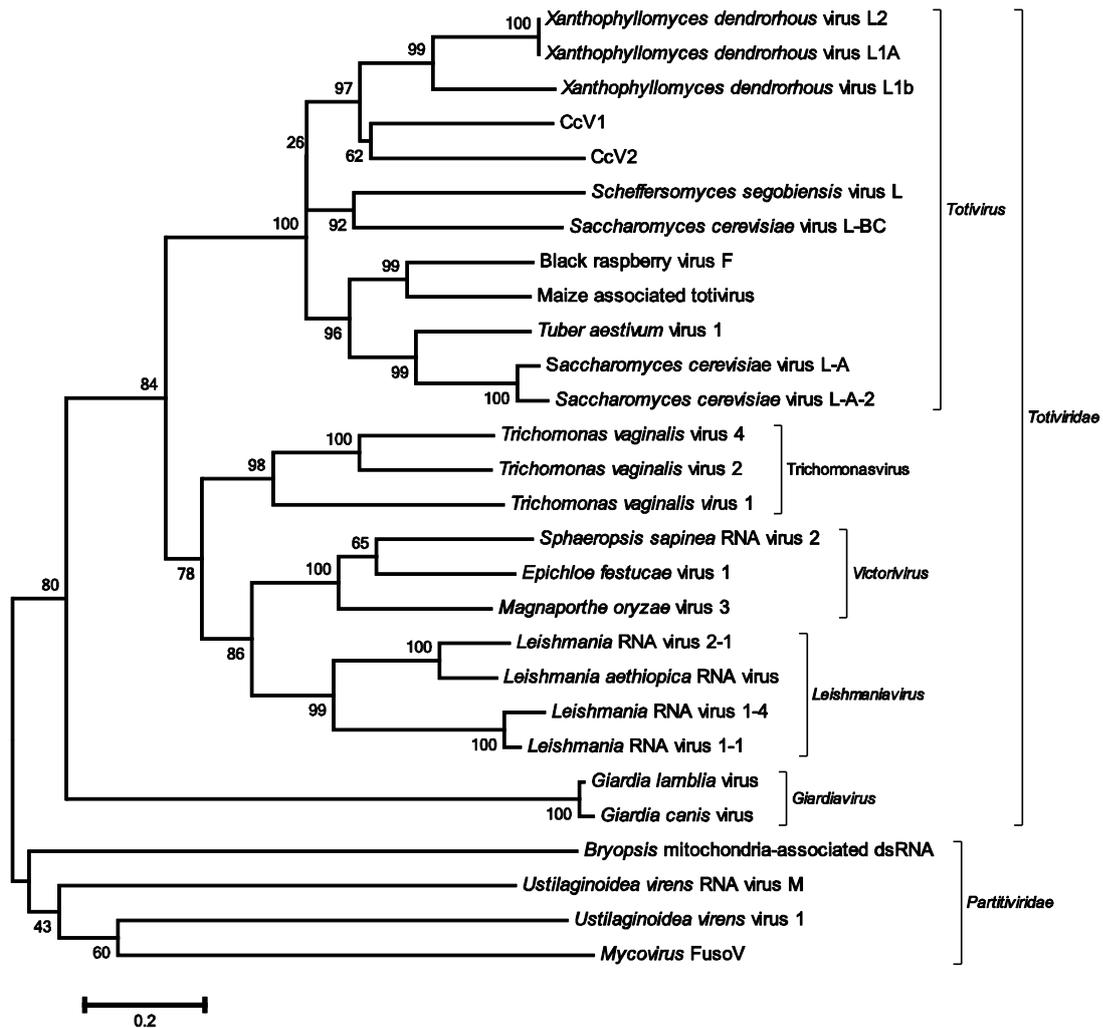 100 Xanthophyllomyces dendrorhous virus L2
99 Xanthophyllomyces dendrorhous virus L1A
97 Xanthophyllomyces dendrorhous virus L1b
CcV1
26
62 CcV2
Scheffersomyces segobiensis virus L
Totivirus
100 92 Saccharomyces cerevisiae virus L-BC
99 Black raspberry virus F
Maize associated totivirus
96 Tuber aestivum virus 1
99 Saccharomyces cerevisiae virus L-A
84 100 Saccharomyces cerevisiae virus L-A-2
Totiviridae
100 Trichomonas vaginalis virus 4
98 Trichomonas vaginalis virus 2
Trichomonasvirus
Trichomonas vaginalis virus 1
65 Sphaeropsis sapinea RNA virus 2
80 78 100 Epichloe festucae virus 1
Victorivirus
Magnaporthe oryzae virus 3
86 100 Leishmania RNA virus 2-1
Leishmania aethiopica RNA virus
Leishmaniavirus
99 Leishmania RNA virus 1-4
100 Leishmania RNA virus 1-1
Giardia lamblia virus
Giardiavirus
100 Giardia canis virus
Bryopsis mitochondria-associated dsRNA
Ustilaginoidea virens RNA virus M
Partitiviridae
43 Ustilaginoidea virens virus 1
60 Mycovirus FusoV
0.2